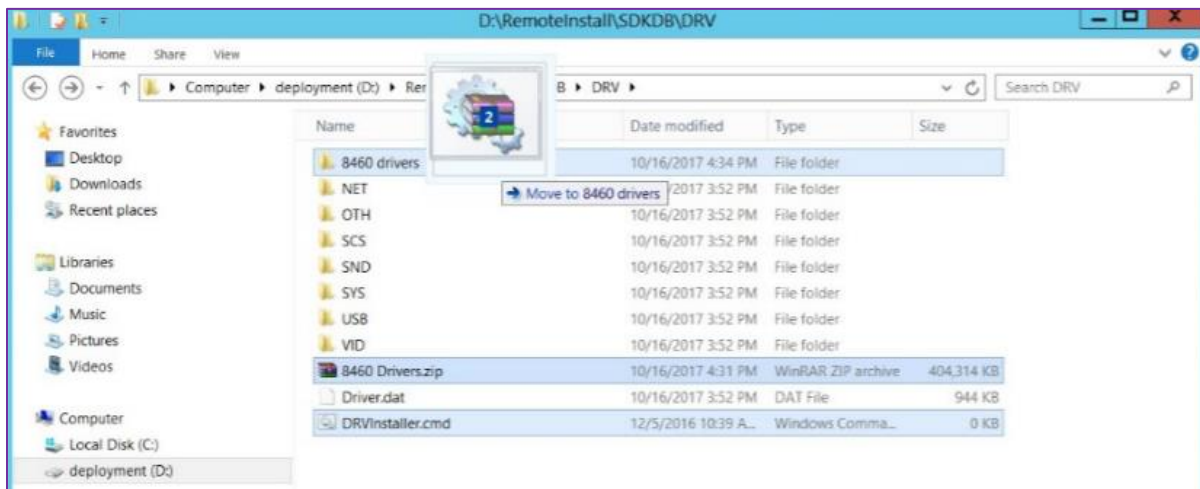 D:\RemoteInstall\SDKDB\DRV
File Home Share View
Computer deployment (D:) Rer B DRV Search DRV
Name Date modified Type Size
Favorites
Desktop
Downloads
Recent places
Libraries
Documents
Music
Pictures
Videos
Computer
Local Disk (C:)
deployment (D:)
8460 drivers 10/16/2017 4:34 PM File folder
NET /2017 3:52 PM File folder
OTH 10/16/2017 3:52 PM File folder
SCS 10/16/2017 3:52 PM File folder
SND 10/16/2017 3:52 PM File folder
SYS 10/16/2017 3:52 PM File folder
USB 10/16/2017 3:52 PM File folder
VID 10/16/2017 3:52 PM File folder
8460 Drivers.zip 10/16/2017 4:31 PM WinRAR ZIP archive 404,314 KB
Driver.dat 10/16/2017 3:52 PM DAT File 944 KB
DRVInstaller.cmd 12/5/2016 10:39 A... Windows Comma... 0 KB
2
Move to 8460 drivers